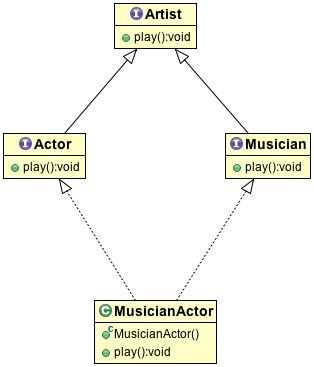 I Artist
play():void
I Actor
play():void
I Musician
play():void
C MusicianActor
c MusicianActor()
play():void